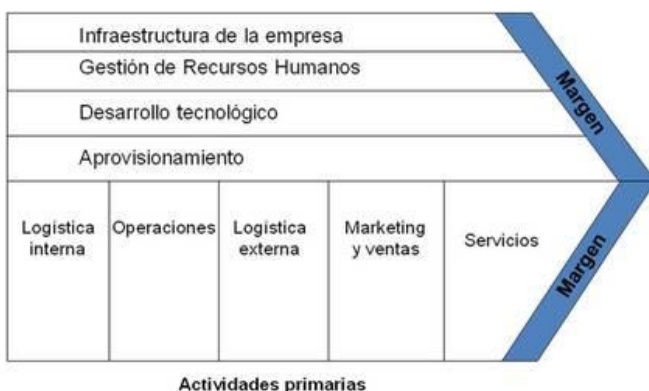 Infraestructura de la empresa
Gestión de Recursos Humanos
Desarrollo tecnológico
Aprovisionamiento
Margen
Logística
interna
Operaciones
Logística
externa
Marketing
y ventas
Servicios
Margen
Actividades primarias